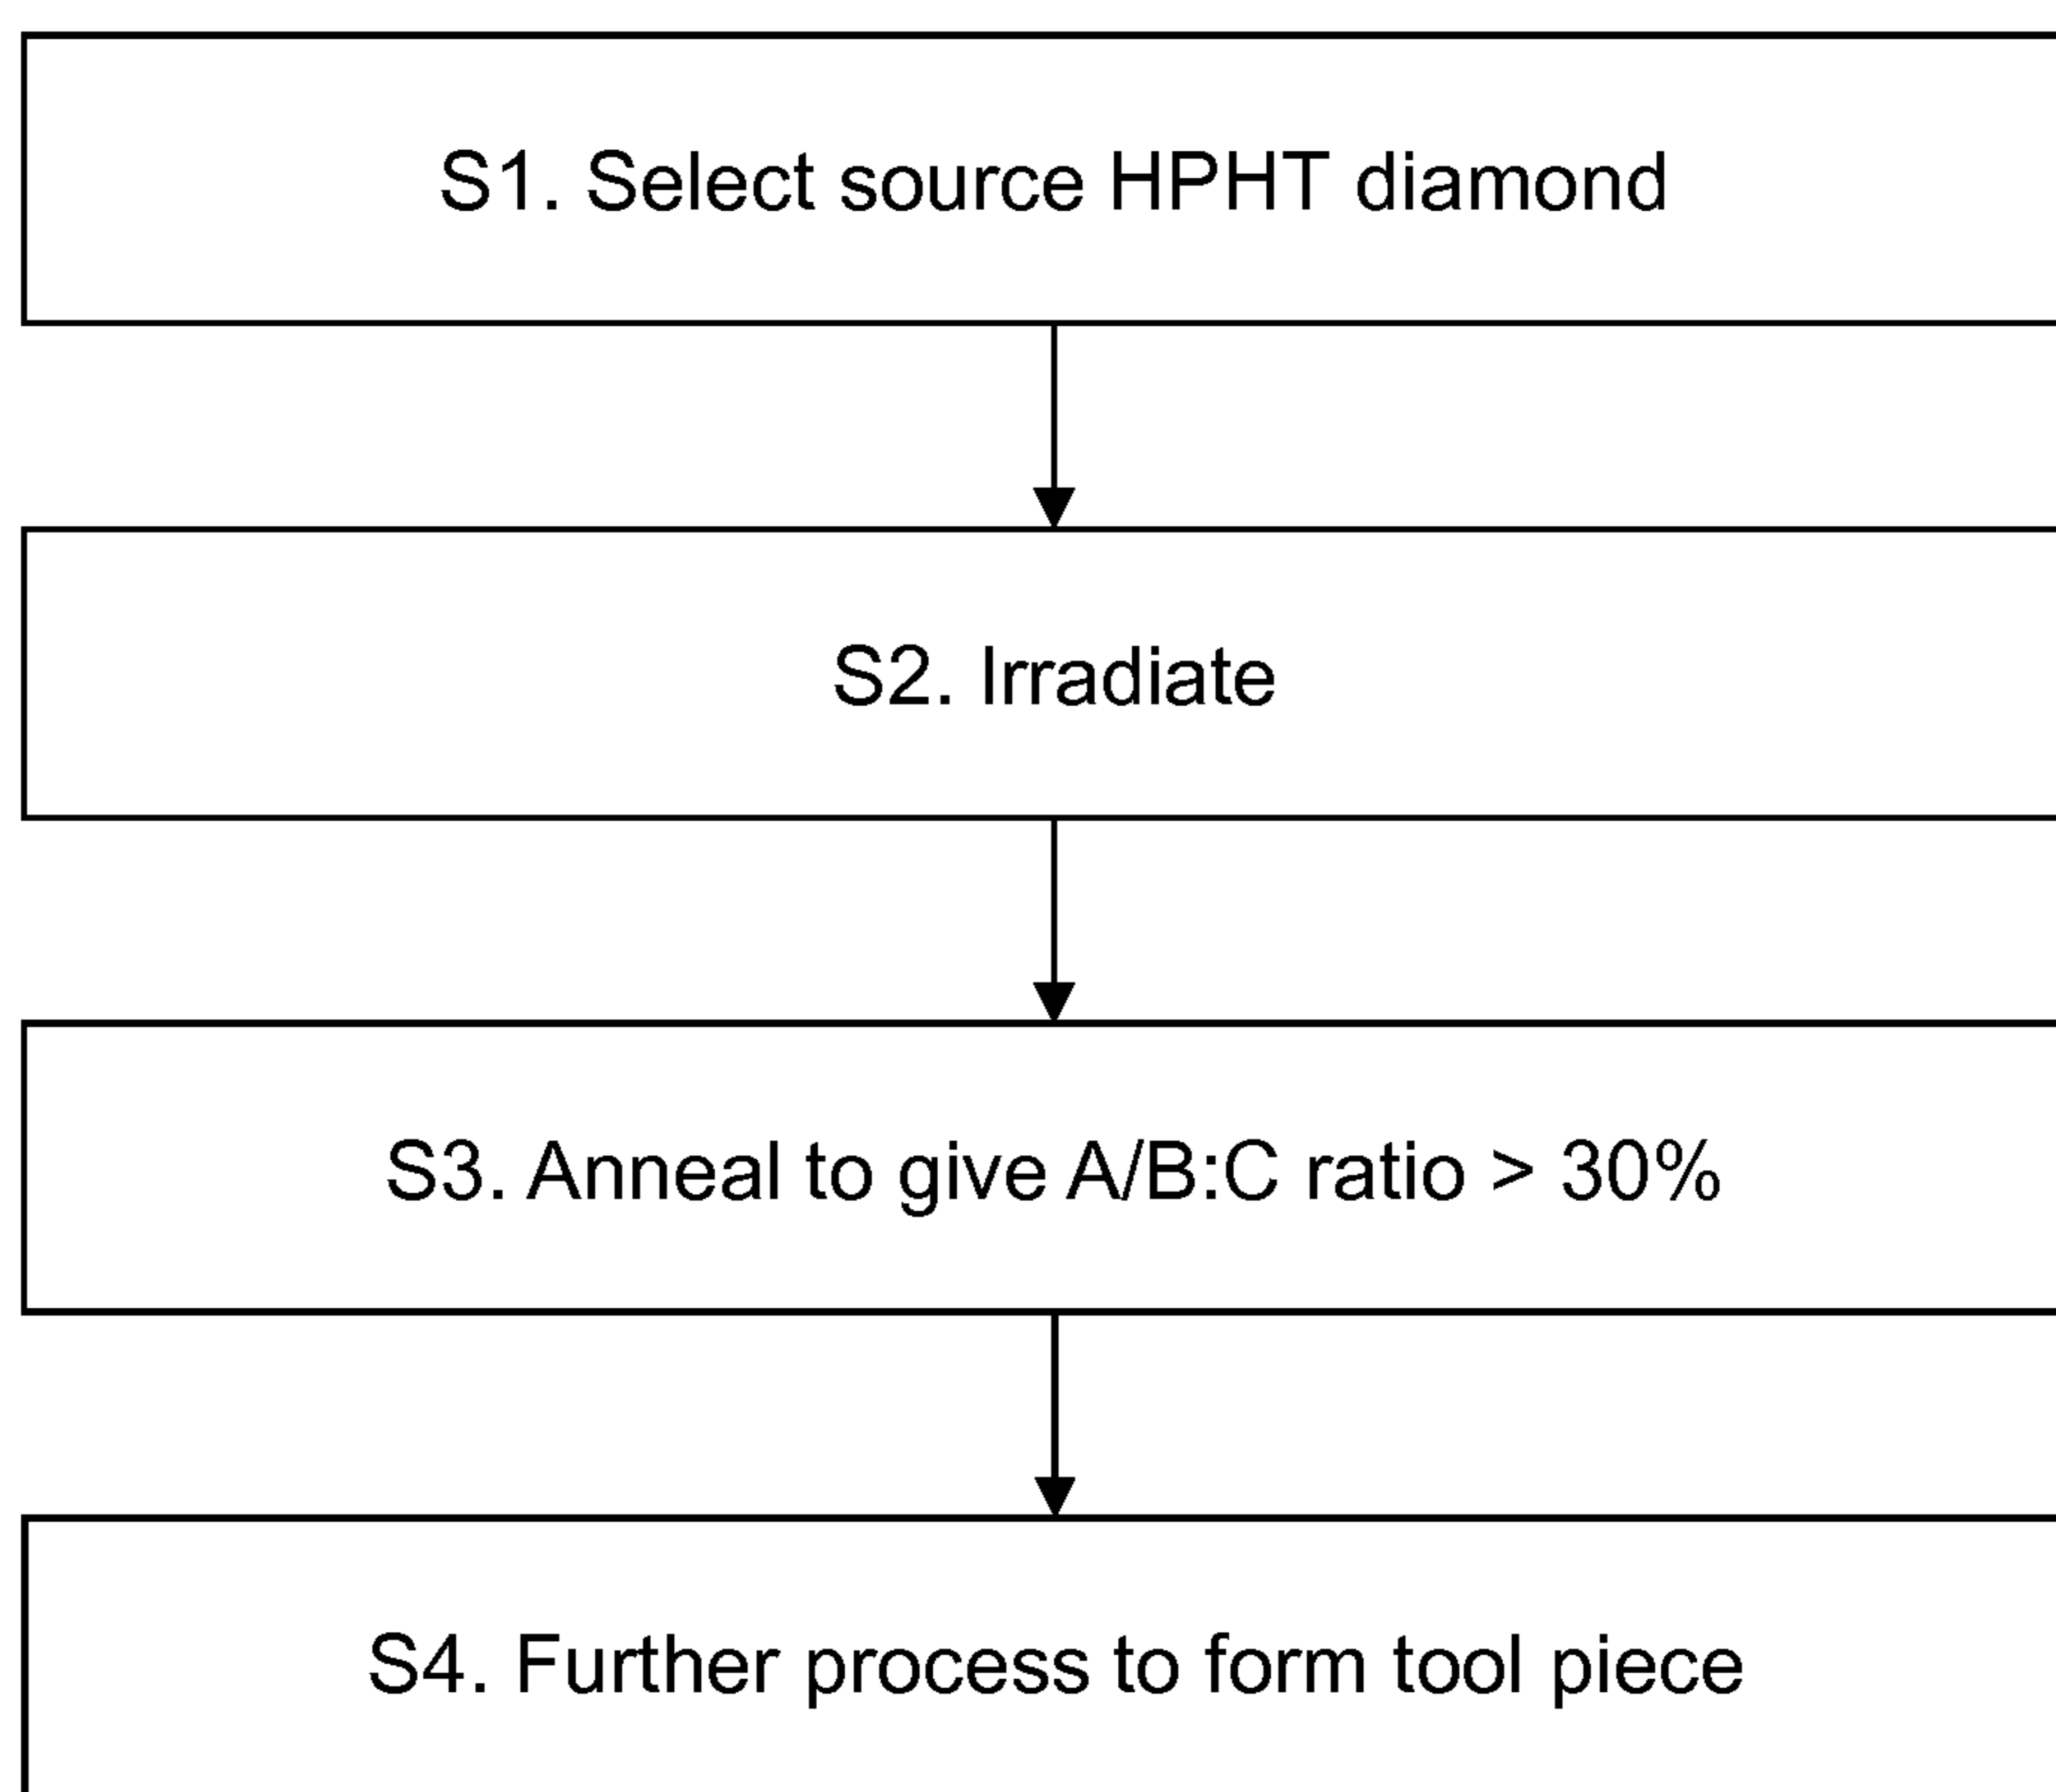 S1. Select source HPHT diamond
S2. Irradiate
S3. Anneal to give A/B:C ratio > 30%
S4. Further process to form tool piece